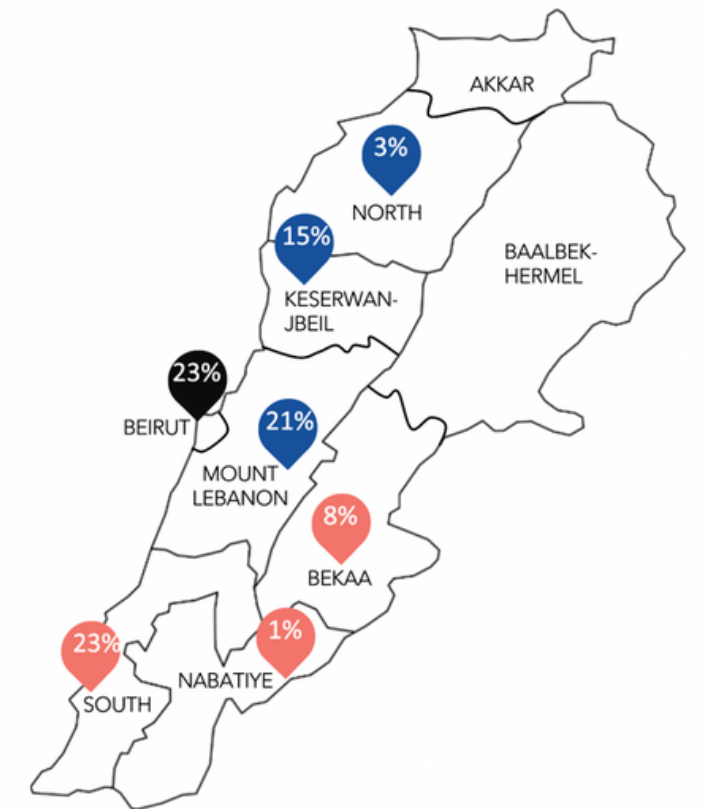 AKKAR
3%
NORTH
15%
BAALBEK-
HERMEL
KESERWAN-
JBEIL
23%
BEIRUT
21%
MOUNT
LEBANON
8%
BEKAA
1%
23%
NABATIYE
SOUTH